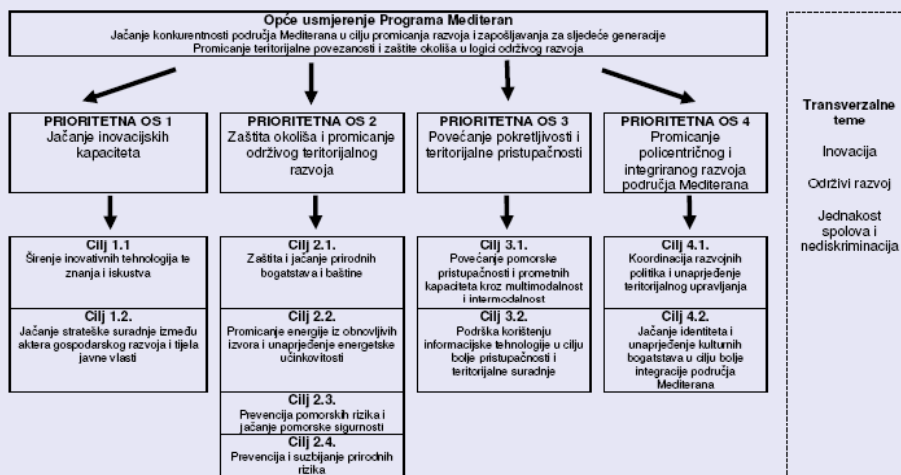 Opće usmjerenje Programa Mediteran
Jačanje konkurentnosti područja Mediterana u cilju promicanja razvoja i zapošljavanja za sljedeće generacije
Promicanje teritorijalne povezanosti i zaštite okoliša u logici održivog razvoja
PRIORITETNA OS 1
Jačanje inovacijskih
kapaciteta
PRIORITETNA OS 2
Zaštita okoliša i promicanje
održivog teritorijalnog
razvoja
PRIORITETNA OS 3
Povećanje pokretljivosti i
teritorijalne pristupačnosti
PRIORITETNA OS 4
Promicanje
policentričnog i
integriranog razvoja
područja Mediterana
Cilj 1.1
Širenje inovativnih tehnologija te
znanja i iskustva
Cilj 1.2.
Jačanje strateške suradnje između
aktera gospodarskog razvoja i tijela
javne vlasti
Cilj 2.1.
Zaštita i jačanje prirodnih
bogatstava i baštine
Cilj 2.2.
Promicanje energije iz obnovljivih
izvora i unaprjeđenje energetske
učinkovitosti
Cilj 2.3.
Prevencija pomorskih rizika i
jačanje pomorske sigurnosti
Cilj 2.4.
Prevencija i suzbijanje prirodnih
rizika
Cilj 3.1.
Povećanje pomorske
pristupačnosti i prometnih
kapaciteta kroz multimodalnost i
intermodalnost
Cilj 3.2.
Podrška korištenju
informacijske tehnologije u cilju
bolje pristupačnosti i
teritorijalne suradnje
Cilj 4.1.
Koordinacija razvojnih
politika i unaprjeđenje
teritorijalnog upravljanja
Cilj 4.2.
Jačanje identiteta i
unaprjeđenje kulturnih
bogatstava u cilju bolje
integracije područja
Mediterana
Transverzalne
teme
Inovacija
Održivi razvoj
Jednakost
spolova i
nediskriminacija